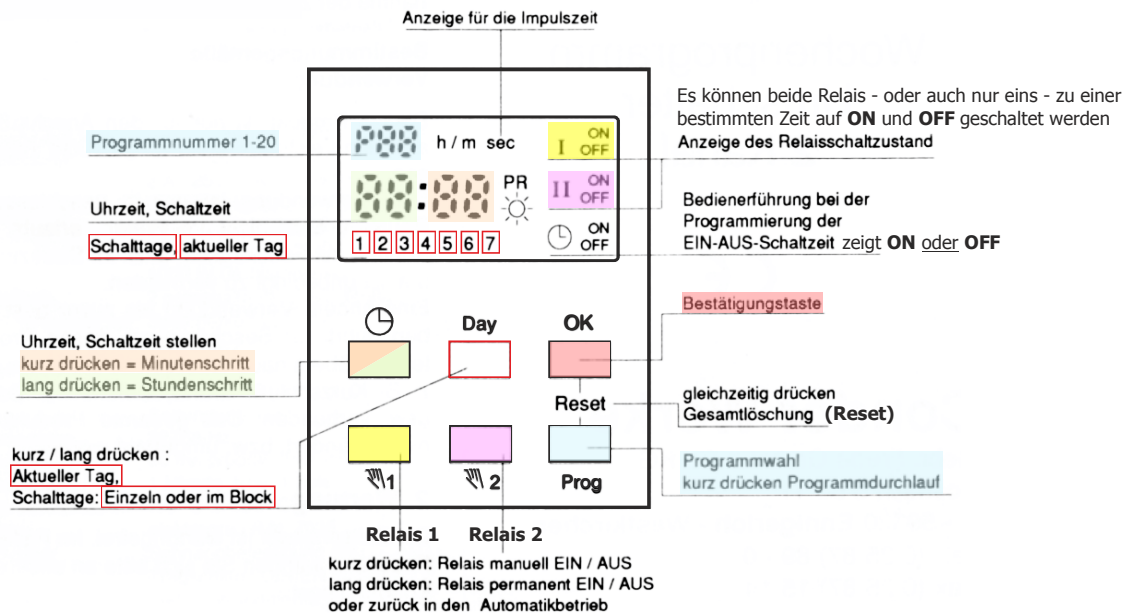 Anzeige für die Impulszeit
Es können beide Relais - oder auch nur eins - zu einer
bestimmten Zeit auf ON und OFF geschaltet werden
Anzeige des Relaisschaltzustand
Programmnummer 1-20
P88 h / m sec I ON OFF
88:88 PR II ON OFF
Uhrzeit, Schaltzeit
Schalttage, aktueller Tag
1 2 3 4 5 6 7 ON OFF
Bedienerführung bei der
Programmierung der
EIN-AUS-Schaltzeit zeigt ON oder OFF
Day OK
Bestätigungstaste
Uhrzeit, Schaltzeit stellen
kurz drücken = Minutenschritt
lang drücken = Stundenschritt
Reset
gleichzeitig drücken
Gesamtlöschung (Reset)
kurz / lang drücken :
Aktueller Tag,
Schalttage: Einzeln oder im Block
1 2 Prog
Programmwahl
kurz drücken Programmdurchlauf
Relais 1 Relais 2
kurz drücken: Relais manuell EIN / AUS
lang drücken: Relais permanent EIN / AUS
oder zurück in den Automatikbetrieb